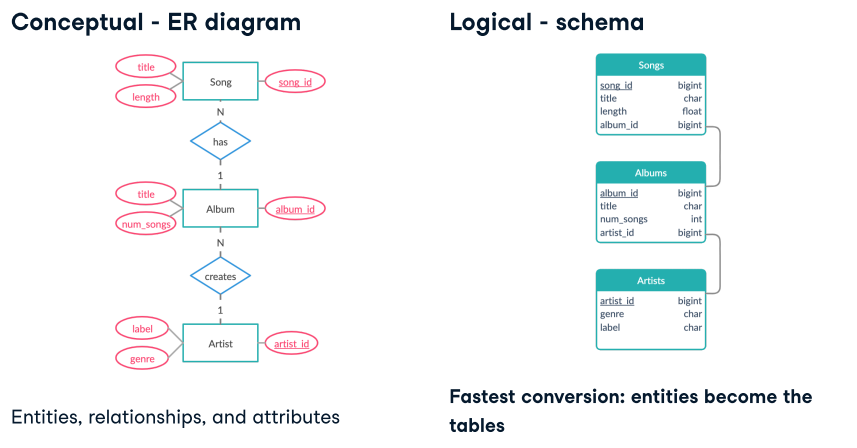 Conceptual - ER diagram
title
length
Song
song_id
N
has
1
title
num_songs
Album
album_id
N
creates
1
label
genre
Artist
artist_id
Entities, relationships, and attributes
Logical - schema
Songs
song_id bigint
title char
length float
album_id bigint
Albums
album_id bigint
title char
num_songs int
artist_id bigint
Artists
artist_id bigint
genre char
label char
Fastest conversion: entities become the
tables